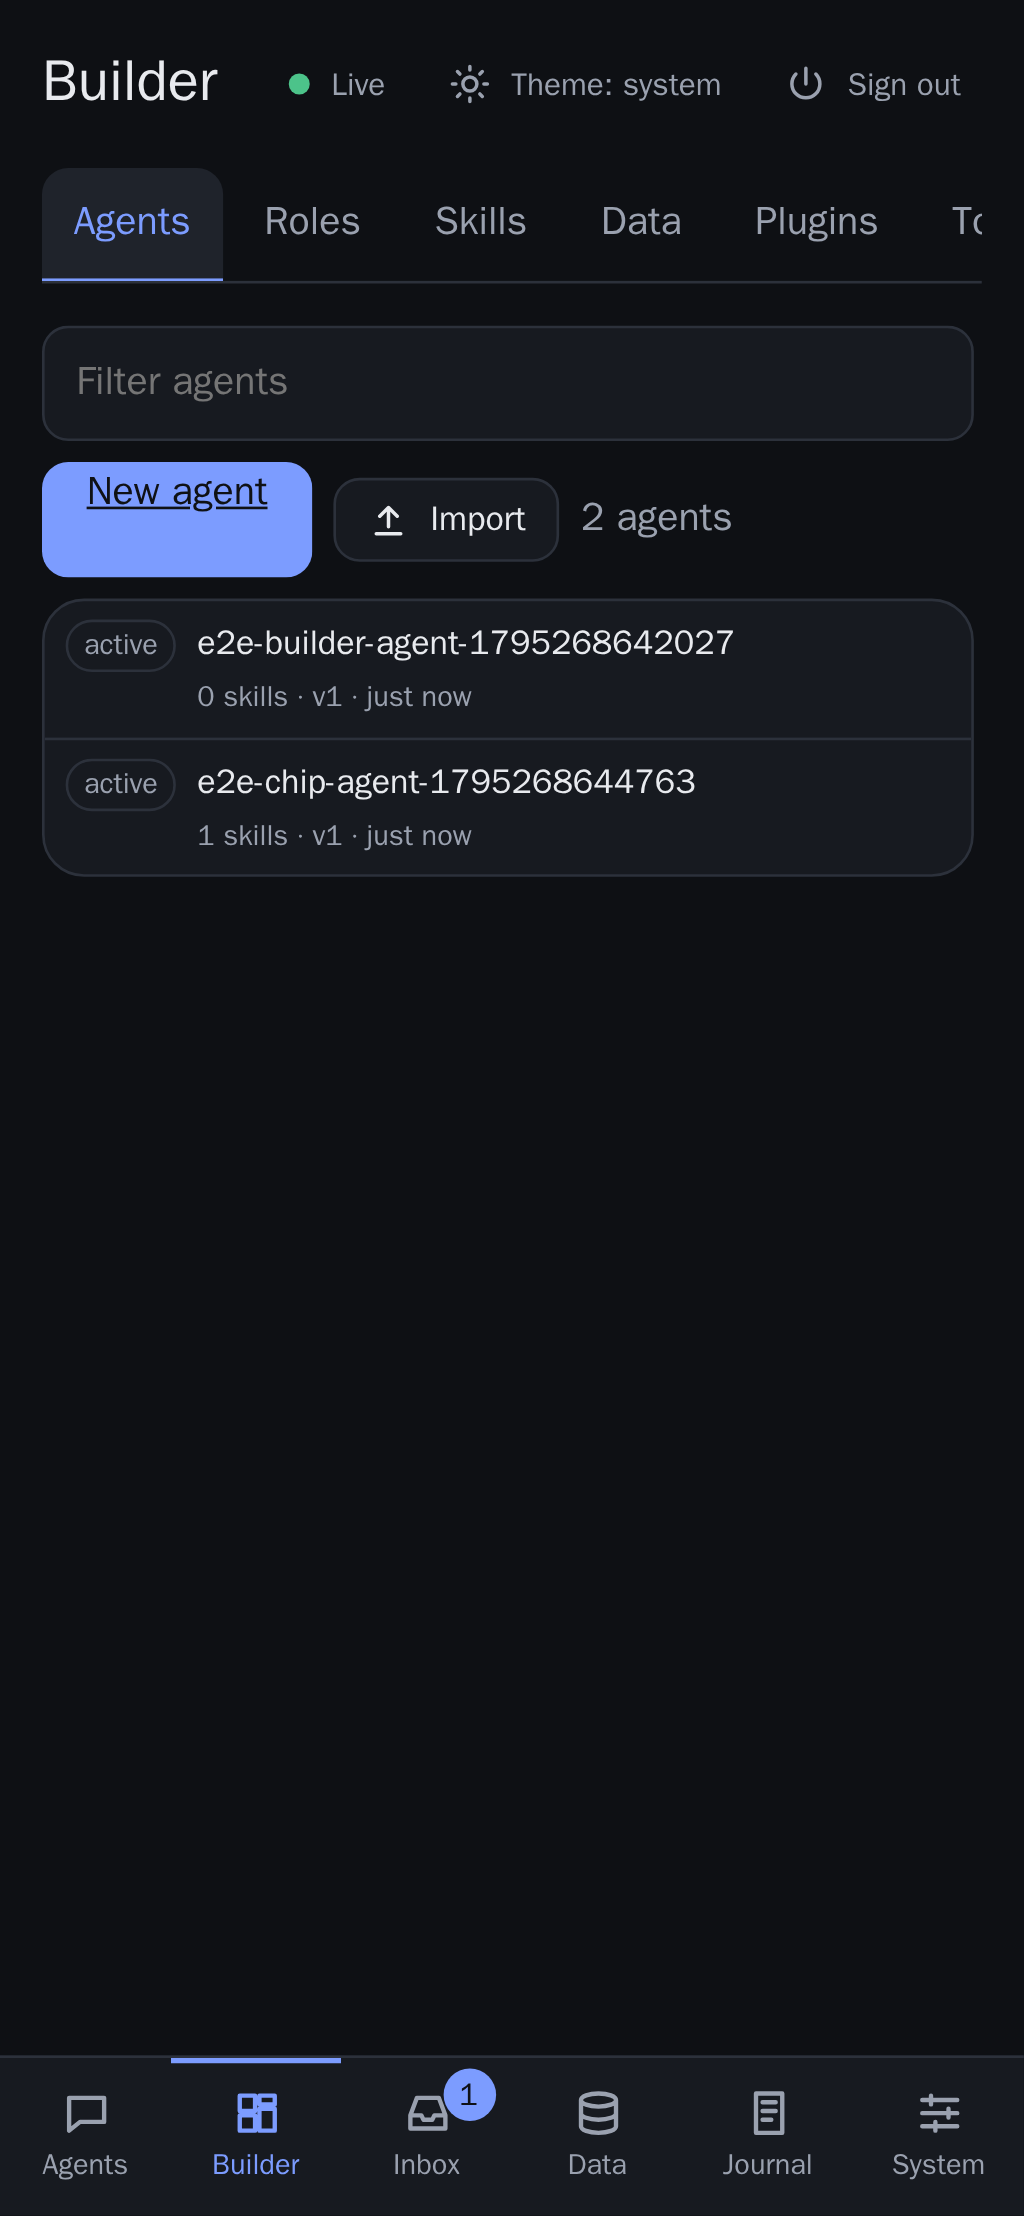 Builder
Live
Theme: system
Sign out
Agents
Roles
Skills
Data
Plugins
To
Filter agents
New agent
Import
2 agents
active
e2e-builder-agent-1795268642027
0 skills · v1 · just now
active
e2e-chip-agent-1795268644763
1 skills · v1 · just now
1
Agents
Builder
Inbox
Data
Journal
System